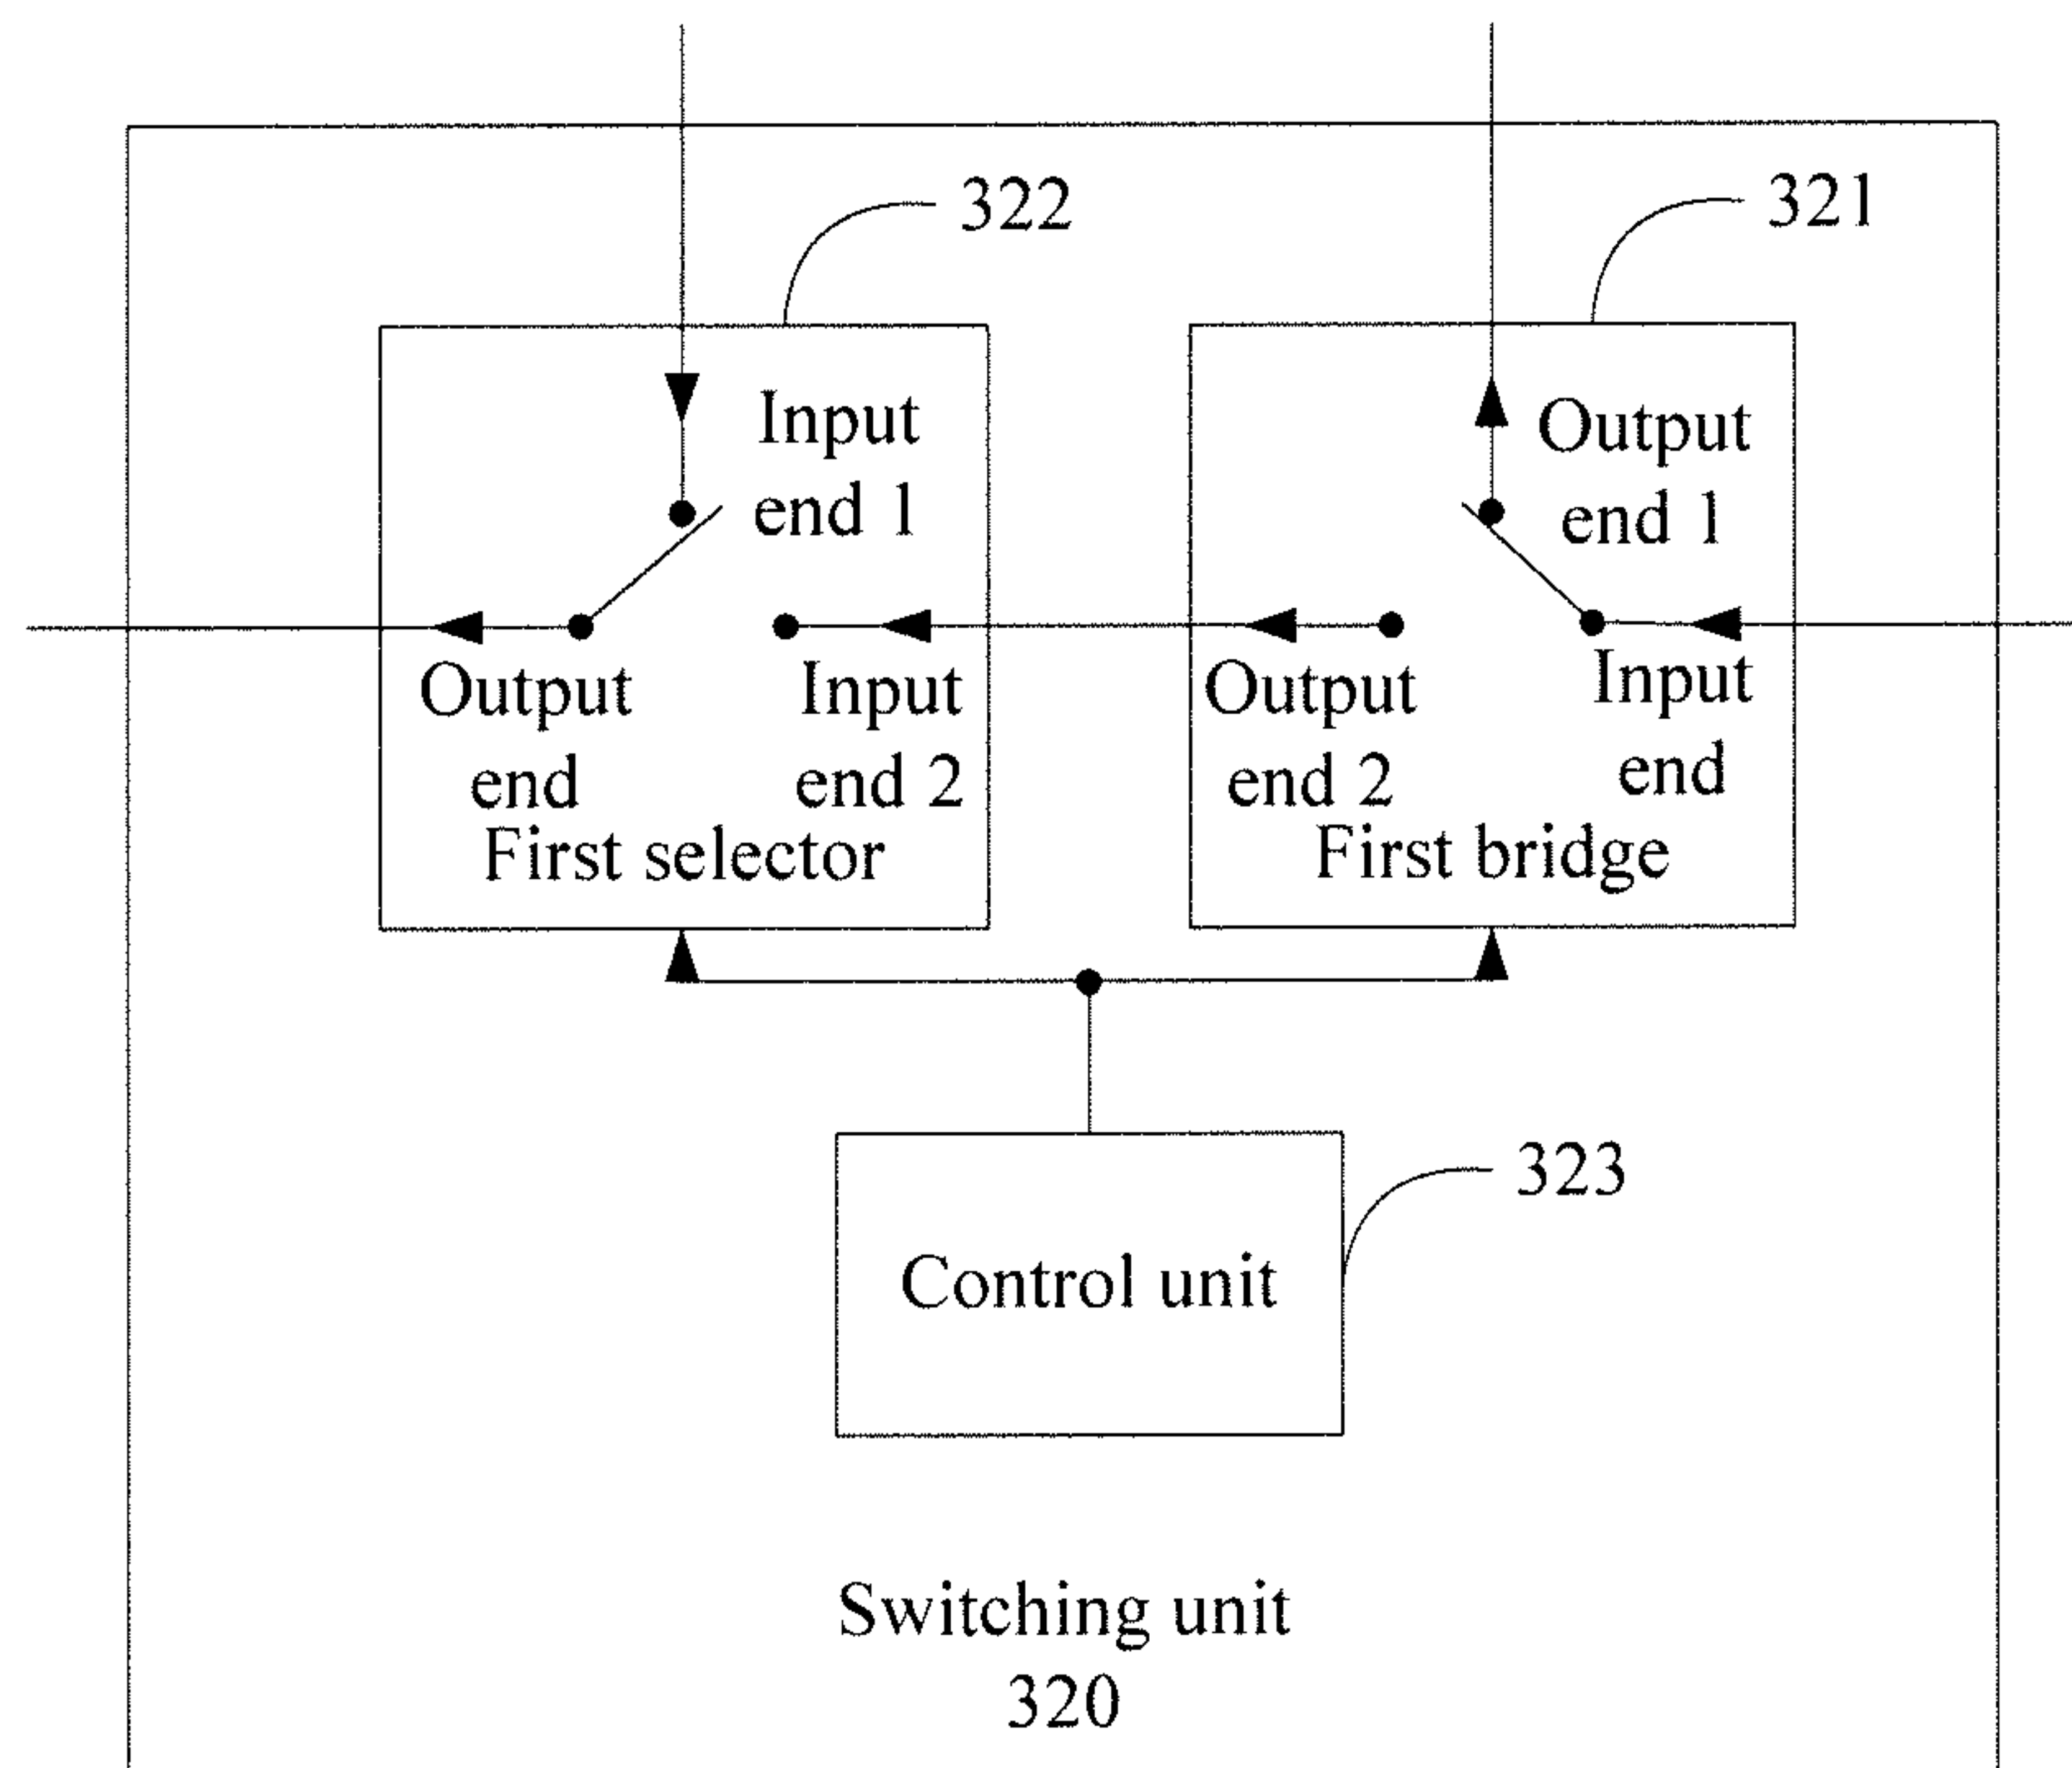 322
321
Input
end 1
Output
end 1
Output
end
Input
end 2
First selector
Output
end 2
Input
end
First bridge
323
Control unit
Switching unit
320